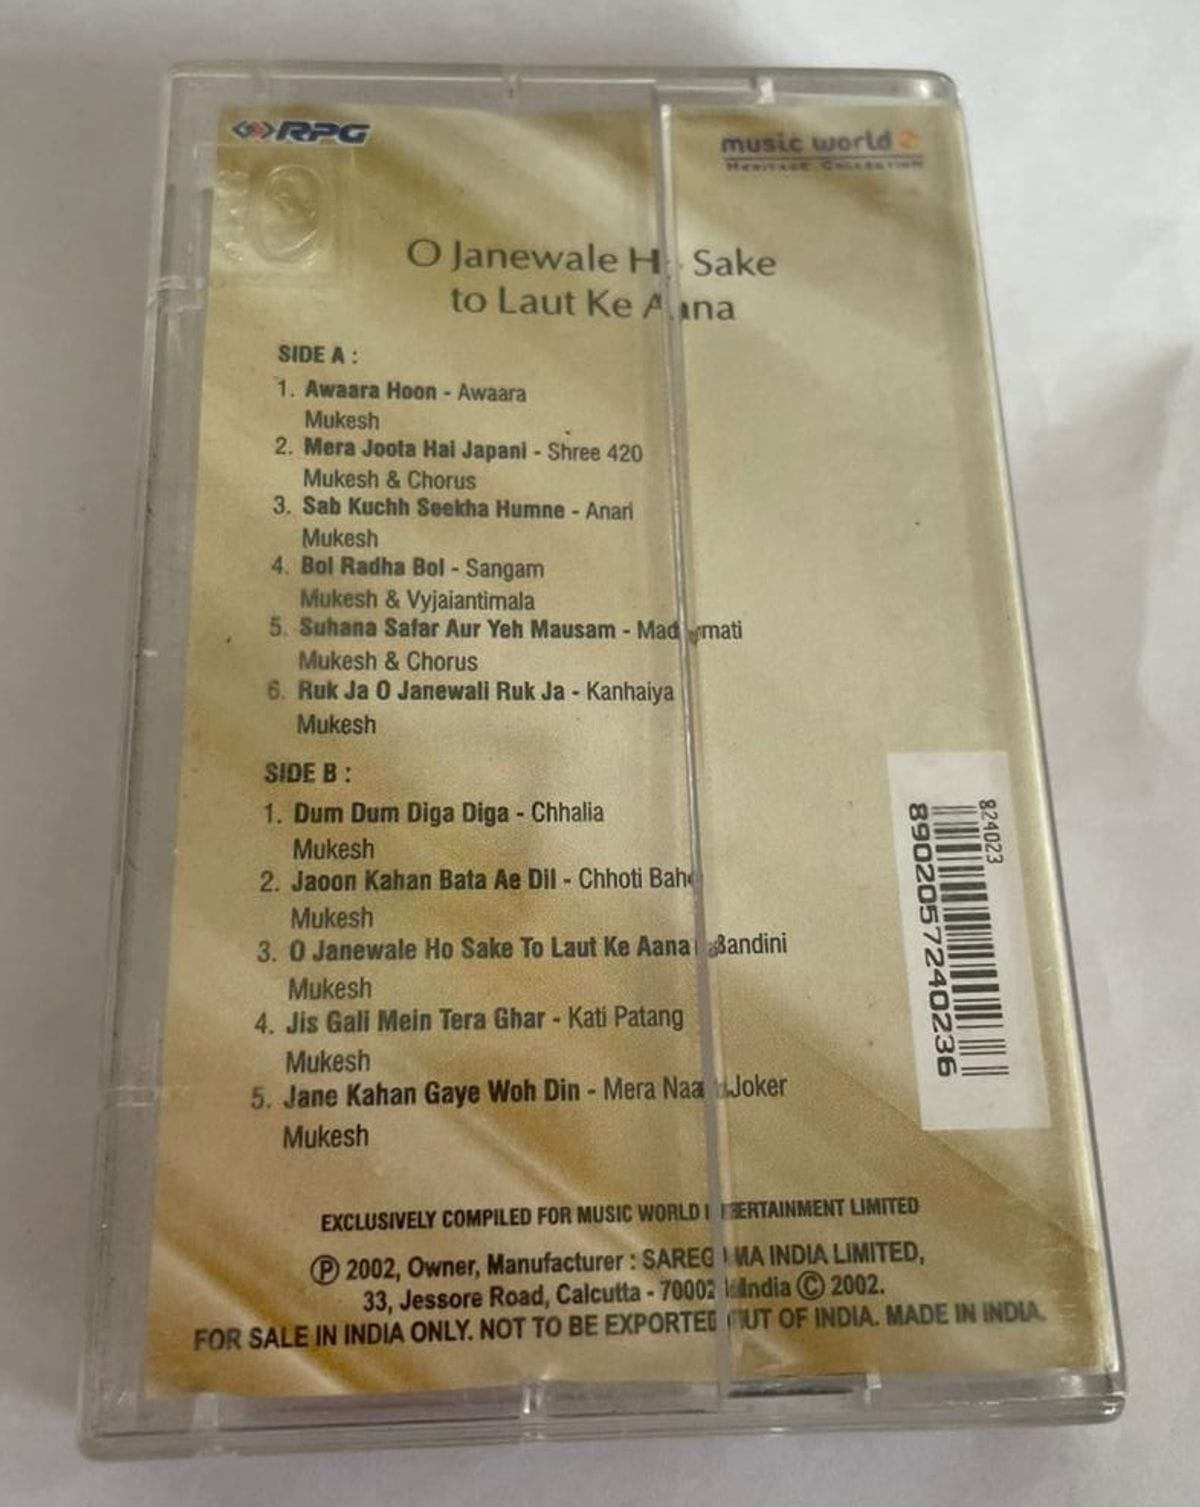 RPG
music world
HERITAGE COLLECTION
O Janewale Ho Sake
to Laut Ke Aana
SIDE A :
1. Awaara Hoon - Awaara
Mukesh
2. Mera Joota Hai Japani - Shree 420
Mukesh & Chorus
3. Sab Kuchh Seekha Humne - Anari
Mukesh
4. Bol Radha Bol - Sangam
Mukesh & Vyjaiantimala
5. Suhana Safar Aur Yeh Mausam - Madhumati
Mukesh & Chorus
6. Ruk Ja O Janewali Ruk Ja - Kanhaiya
Mukesh
SIDE B :
1. Dum Dum Diga Diga - Chhalia
Mukesh
2. Jaoon Kahan Bata Ae Dil - Chhoti Bahen
Mukesh
3. O Janewale Ho Sake To Laut Ke Aana - Bandini
Mukesh
4. Jis Gali Mein Tera Ghar - Kati Patang
Mukesh
5. Jane Kahan Gaye Woh Din - Mera Naam Joker
Mukesh
824023
8902057240236
EXCLUSIVELY COMPILED FOR MUSIC WORLD ENTERTAINMENT LIMITED
Ⓟ 2002, Owner, Manufacturer : SAREGAMA INDIA LIMITED,
33, Jessore Road, Calcutta - India © 2002.
FOR SALE IN INDIA ONLY. NOT TO BE EXPORTED OUT OF INDIA. MADE IN INDIA.